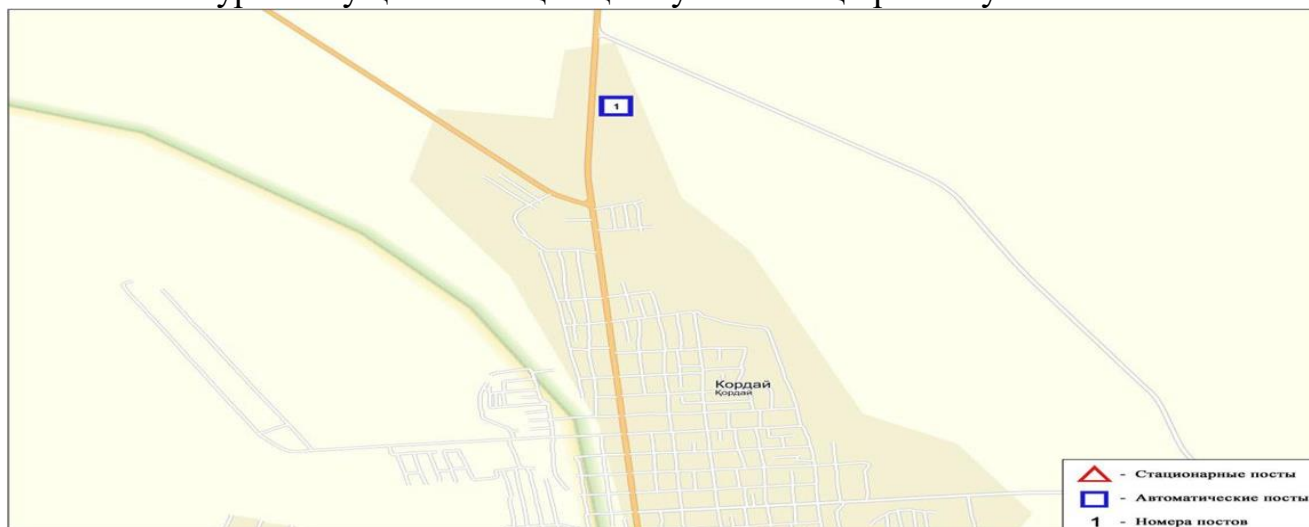 1
Кордай
Қордай
- Стационарные посты
- Автоматические посты
1 - Номера постов